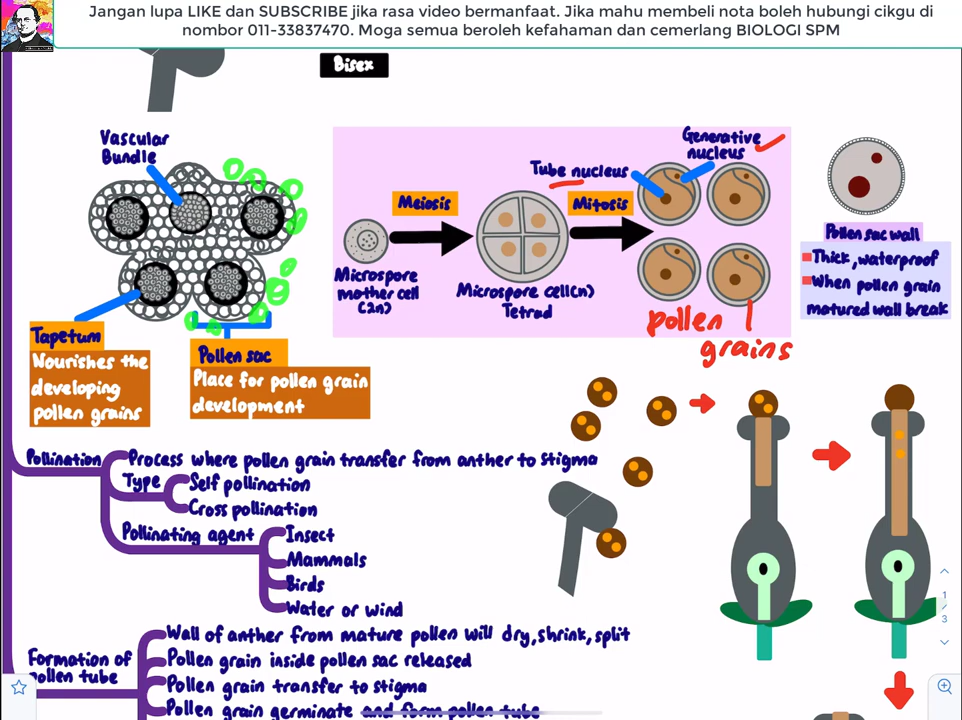 Jangan lupa LIKE dan SUBSCRIBE jika rasa video bermanfaat. Jika mahu membeli nota boleh hubungi cikgu di
nombor 011-33837470. Moga semua beroleh kefahaman dan cemerlang BIOLOGI SPM
Bisex
Vascular
Bundle
Tapetum
Nourishes the
developing
pollen grains
Pollen sac
Place for pollen grain
development
Microspore
mother cell
(2n)
Meiosis
Microspore cell(n)
Tetrad
Mitosis
Tube nucleus
Generative
nucleus
pollen
grains
Pollen sac wall
Thick, waterproof
When pollen grain
matured wall break
Pollination
Process where pollen grain transfer from anther to stigma
Type
Self pollination
Cross pollination
Pollinating agent
Insect
Mammals
Birds
Water or wind
Formation of
pollen tube
Wall of anther from mature pollen will dry, shrink, split
Pollen grain inside pollen sac released
Pollen grain transfer to stigma
Pollen grain germinate and form pollen tube
1
/
3